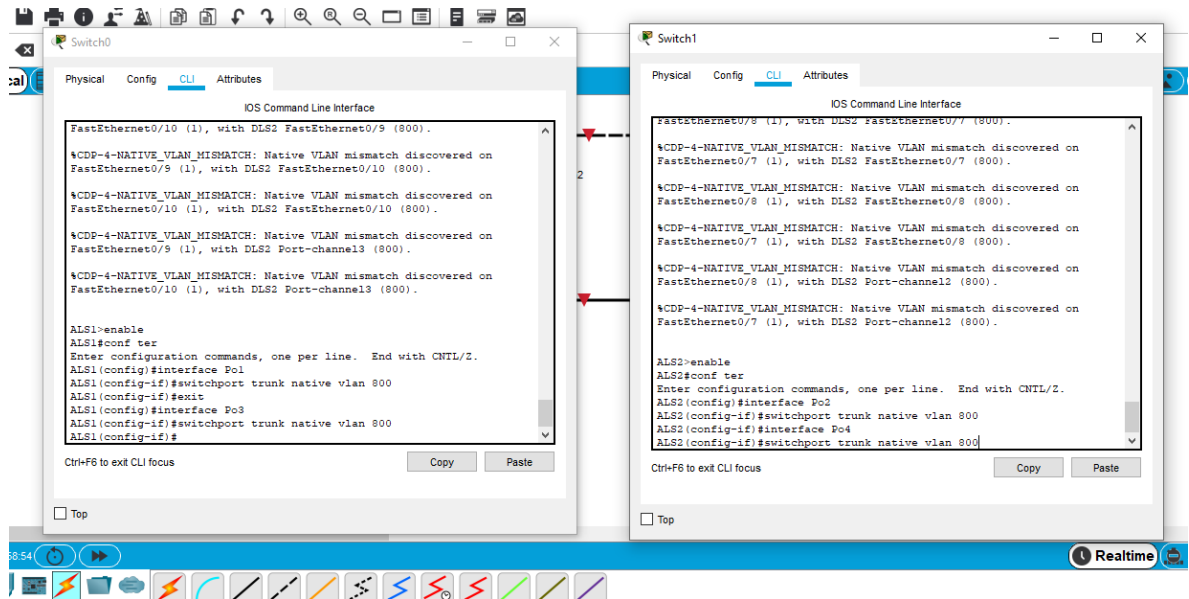 Switch0
Physical Config CLI Attributes
IOS Command Line Interface
FastEthernet0/10 (1), with DLS2 FastEthernet0/9 (800).
%CDP-4-NATIVE_VLAN_MISMATCH: Native VLAN mismatch discovered on
FastEthernet0/9 (1), with DLS2 FastEthernet0/10 (800).
%CDP-4-NATIVE_VLAN_MISMATCH: Native VLAN mismatch discovered on
FastEthernet0/10 (1), with DLS2 FastEthernet0/10 (800).
%CDP-4-NATIVE_VLAN_MISMATCH: Native VLAN mismatch discovered on
FastEthernet0/9 (1), with DLS2 Port-channel3 (800).
%CDP-4-NATIVE_VLAN_MISMATCH: Native VLAN mismatch discovered on
FastEthernet0/10 (1), with DLS2 Port-channel3 (800).
ALS1>enable
ALS1#conf ter
Enter configuration commands, one per line. End with CNTL/Z.
ALS1(config)#interface Po1
ALS1(config-if)#switchport trunk native vlan 800
ALS1(config-if)#exit
ALS1(config)#interface Po3
ALS1(config-if)#switchport trunk native vlan 800
ALS1(config-if)#
Ctrl+F6 to exit CLI focus
Copy
Paste
Top
2
Switch1
Physical Config CLI Attributes
IOS Command Line Interface
FastEthernet0/8 (1), with DLS2 FastEthernet0/7 (800).
%CDP-4-NATIVE_VLAN_MISMATCH: Native VLAN mismatch discovered on
FastEthernet0/7 (1), with DLS2 FastEthernet0/7 (800).
%CDP-4-NATIVE_VLAN_MISMATCH: Native VLAN mismatch discovered on
FastEthernet0/8 (1), with DLS2 FastEthernet0/8 (800).
%CDP-4-NATIVE_VLAN_MISMATCH: Native VLAN mismatch discovered on
FastEthernet0/7 (1), with DLS2 FastEthernet0/8 (800).
%CDP-4-NATIVE_VLAN_MISMATCH: Native VLAN mismatch discovered on
FastEthernet0/8 (1), with DLS2 Port-channel2 (800).
%CDP-4-NATIVE_VLAN_MISMATCH: Native VLAN mismatch discovered on
FastEthernet0/7 (1), with DLS2 Port-channel2 (800).
ALS2>enable
ALS2#conf ter
Enter configuration commands, one per line. End with CNTL/Z.
ALS2(config)#interface Po2
ALS2(config-if)#switchport trunk native vlan 800
ALS2(config-if)#interface Po4
ALS2(config-if)#switchport trunk native vlan 800
Ctrl+F6 to exit CLI focus
Copy
Paste
Top
58:54
Realtime